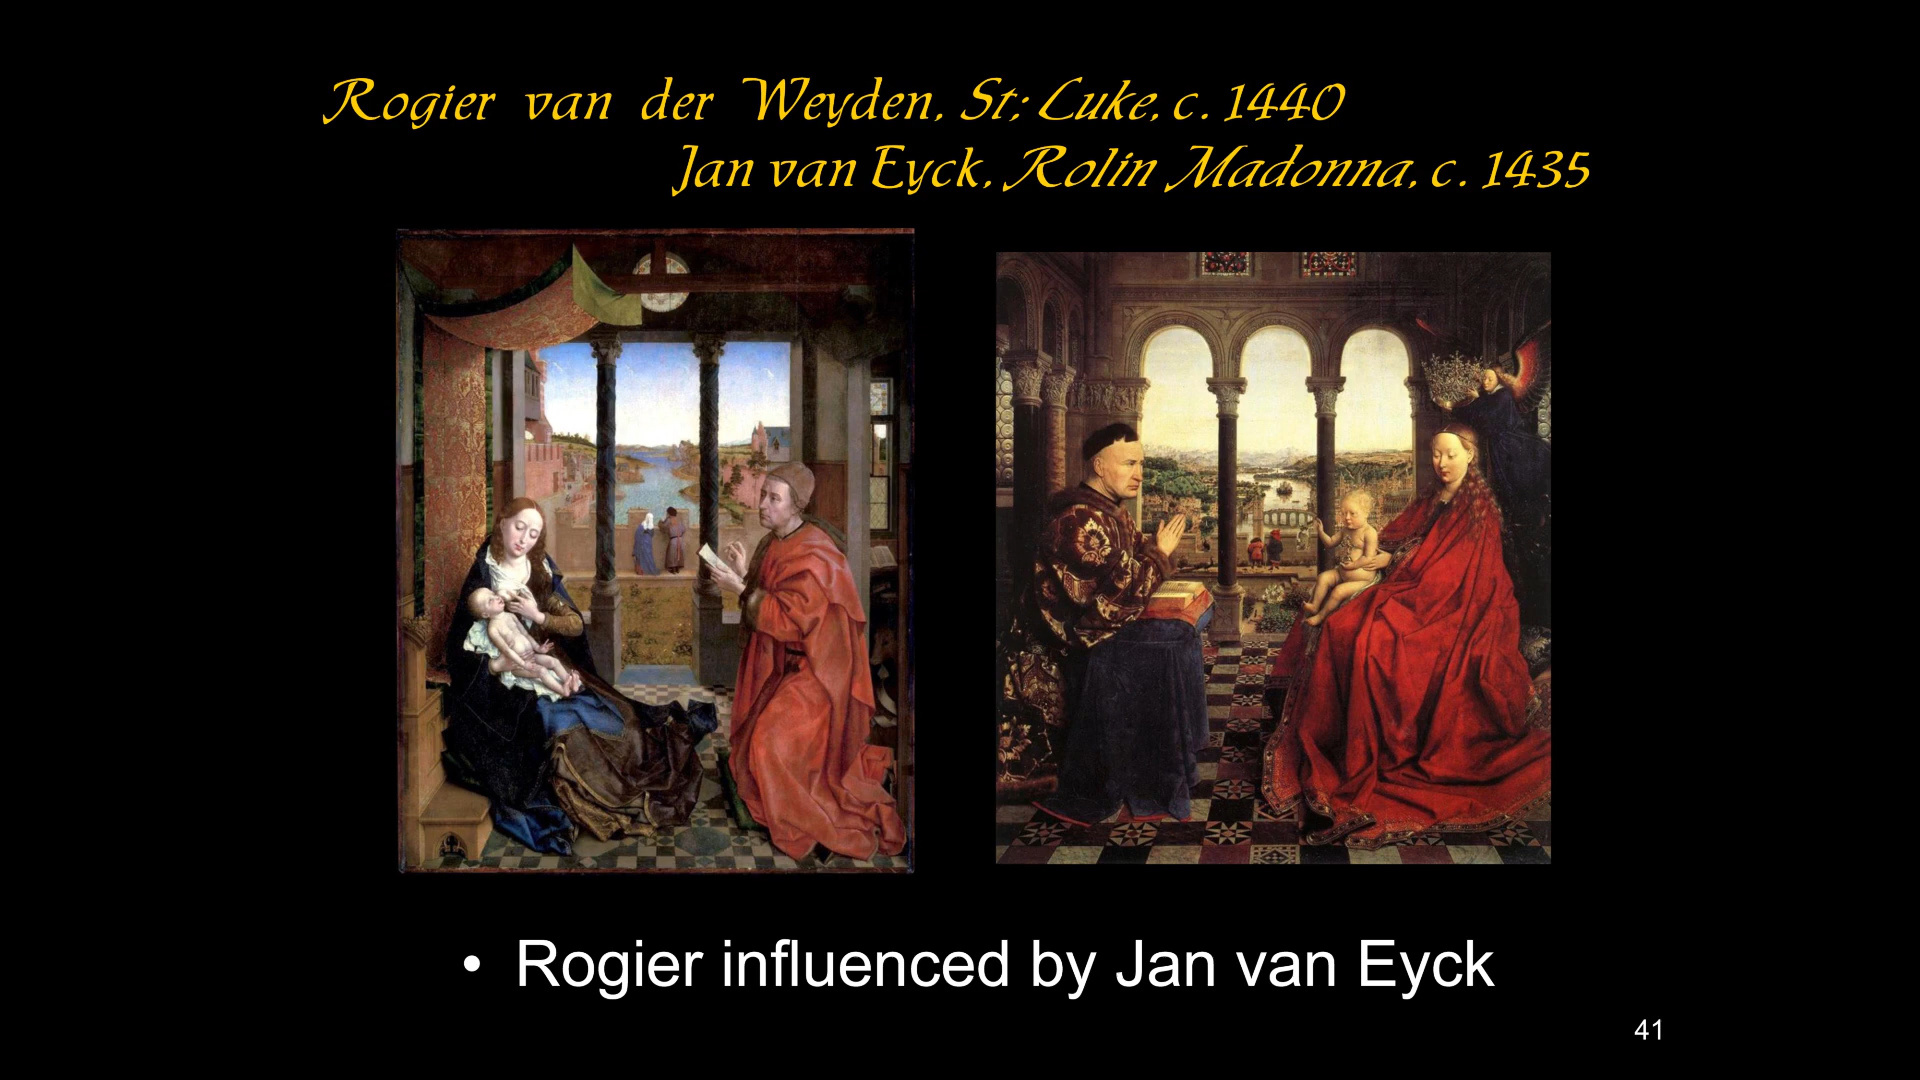 Rogier van der Weyden, St; Luke, c. 1440
Jan van Eyck, Rolin Madonna, c. 1435
• Rogier influenced by Jan van Eyck
41